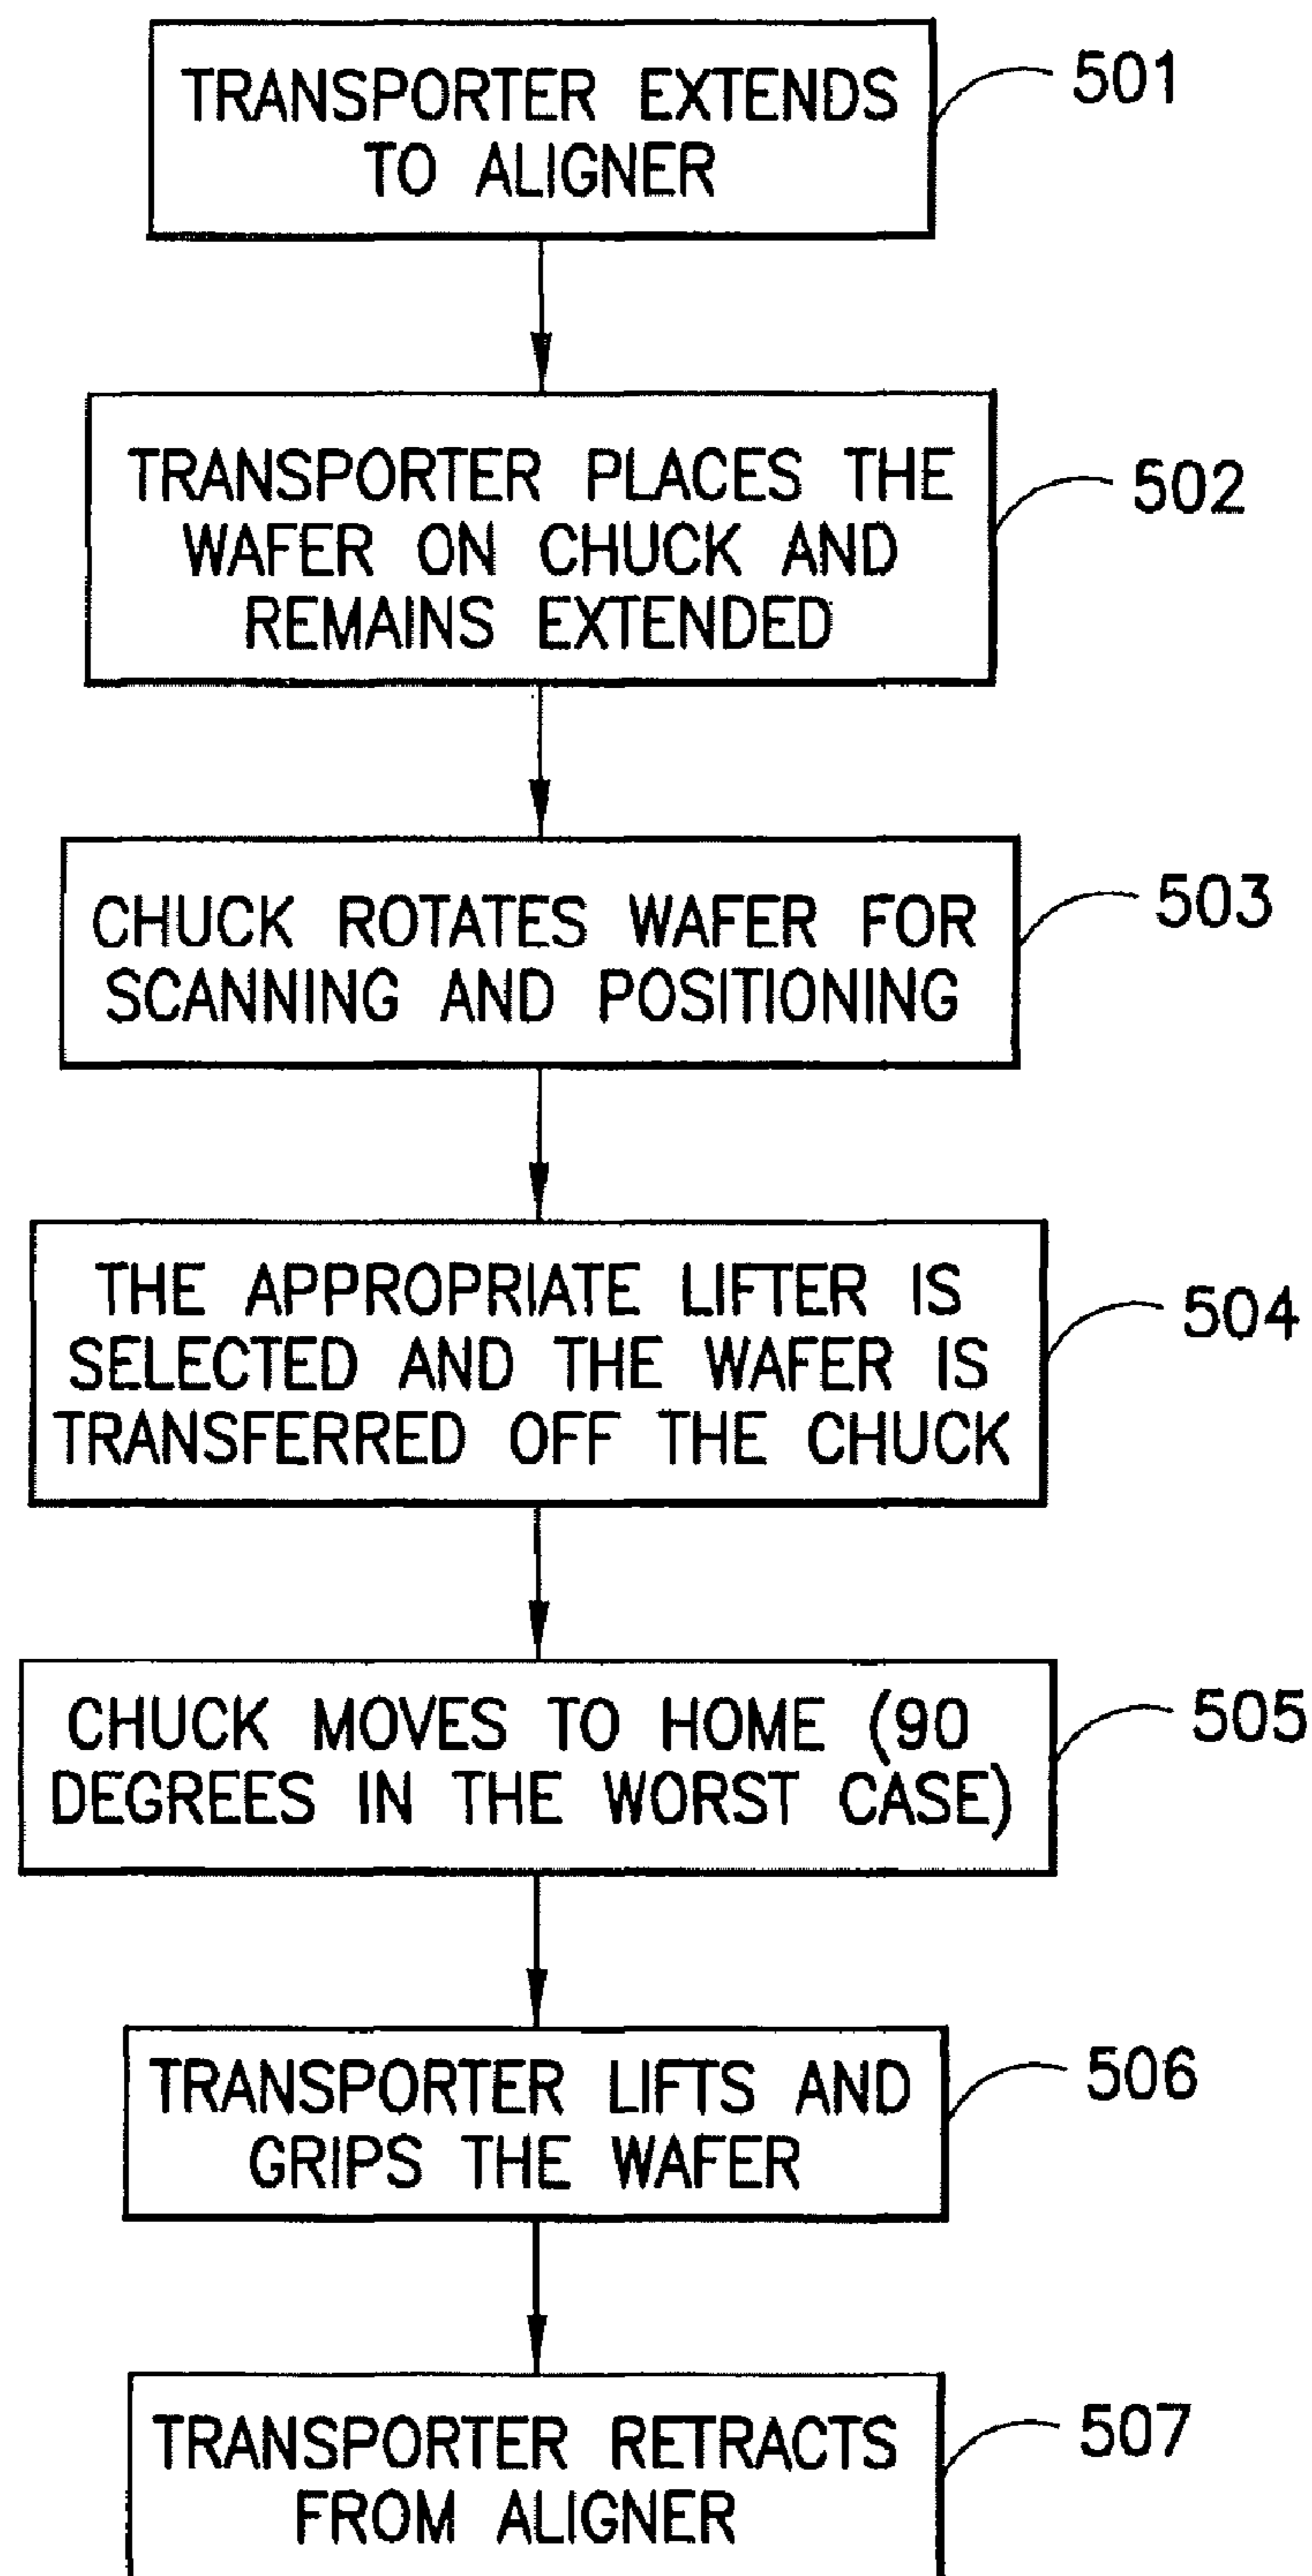 TRANSPORTER EXTENDS
TO ALIGNER
501
TRANSPORTER PLACES THE
WAFER ON CHUCK AND
REMAINS EXTENDED
502
CHUCK ROTATES WAFER FOR
SCANNING AND POSITIONING
503
THE APPROPRIATE LIFTER IS
SELECTED AND THE WAFER IS
TRANSFERRED OFF THE CHUCK
504
CHUCK MOVES TO HOME (90
DEGREES IN THE WORST CASE)
505
TRANSPORTER LIFTS AND
GRIPS THE WAFER
506
TRANSPORTER RETRACTS
FROM ALIGNER
507